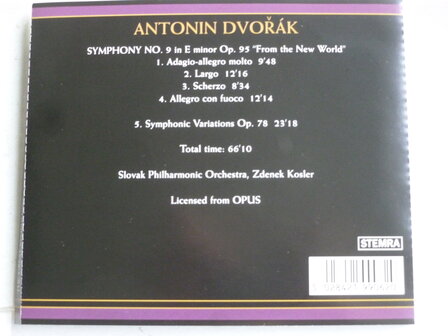 ANTONIN DVOŘÁK
SYMPHONY NO. 9 in E minor Op. 95 "From the New World"
1. Adagio-allegro molto 9'48
2. Largo 12'16
3. Scherzo 8'34
4. Allegro con fuoco 12'14
5. Symphonic Variations Op. 78 23'18
Total time: 66'10
Slovak Philharmonic Orchestra, Zdenek Kosler
Licensed from OPUS
STEMRA